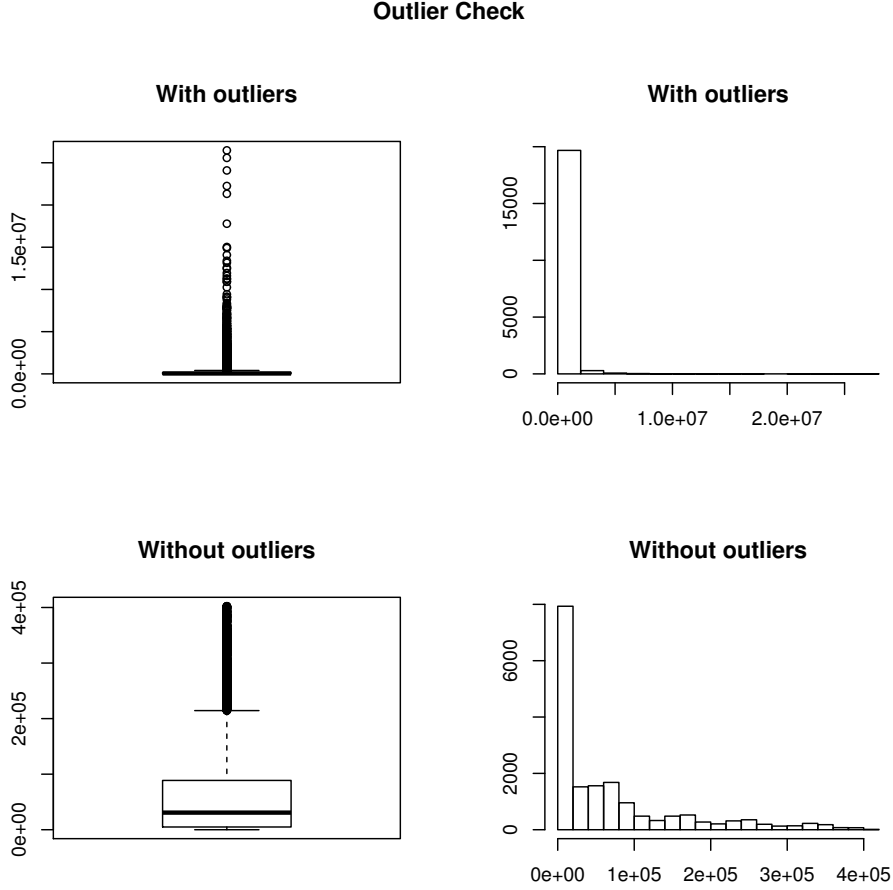 Outlier Check
With outliers
0.0e+00 1.5e+07
With outliers
0 5000 15000
0.0e+00 1.0e+07 2.0e+07
Without outliers
0e+00 2e+05 4e+05
Without outliers
0 2000 6000
0e+00 1e+05 2e+05 3e+05 4e+05